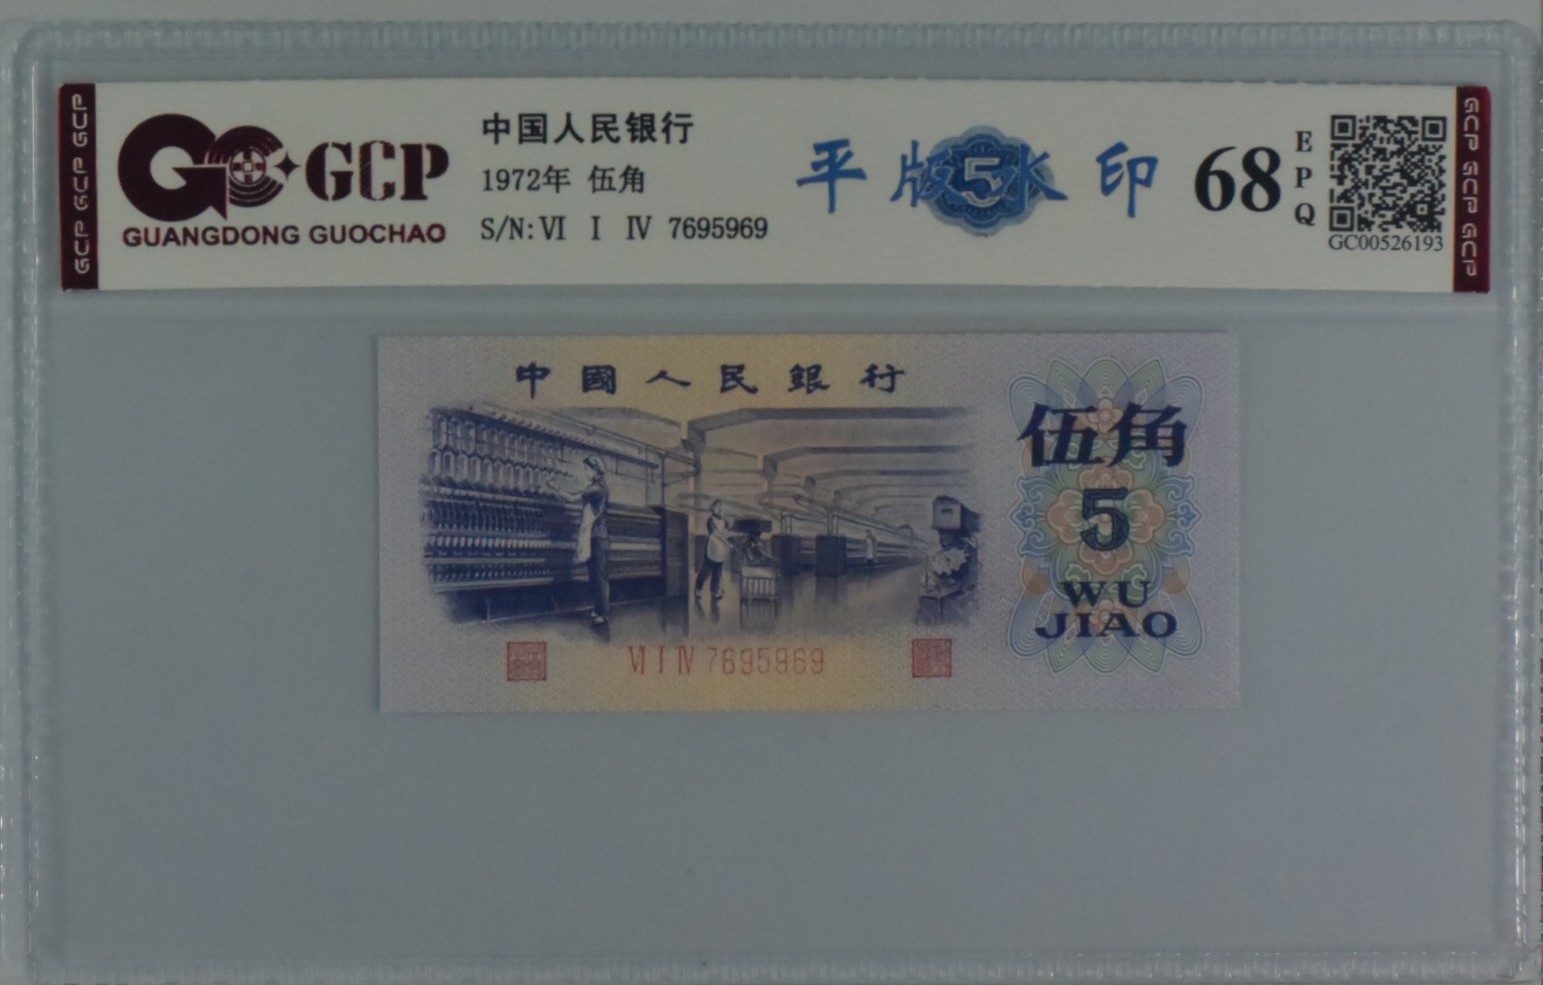 GCP GCP GCP
GCP
GUANGDONG GUOCHAO
中国人民银行
1972年 伍角
S/N: VI I IV 7695969
平版5水印
68
EPQ
GC00526193
GCP GCP GCP
中國人民銀行
伍角
5
WU
JIAO
VI I IV 7695969